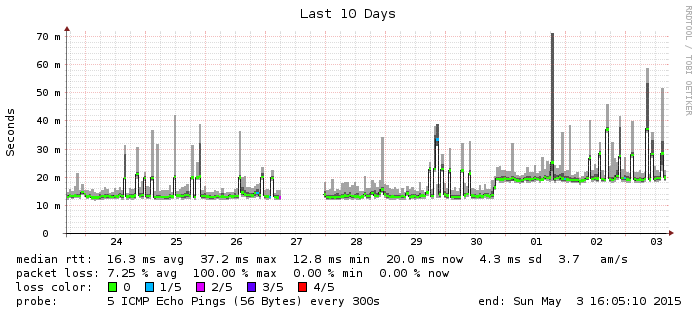 Last 10 Days
RRDTOOL / TOBI OETIKER
Seconds
70 m
60 m
50 m
40 m
30 m
20 m
10 m
0
24 25 26 27 28 29 30 01 02 03
median rtt: 16.3 ms avg 37.2 ms max 12.8 ms min 20.0 ms now 4.3 ms sd 3.7 am/s
packet loss: 7.25 % avg 100.00 % max 0.00 % min 0.00 % now
loss color: 0 1/5 2/5 3/5 4/5
probe: 5 ICMP Echo Pings (56 Bytes) every 300s end: Sun May 3 16:05:10 2015